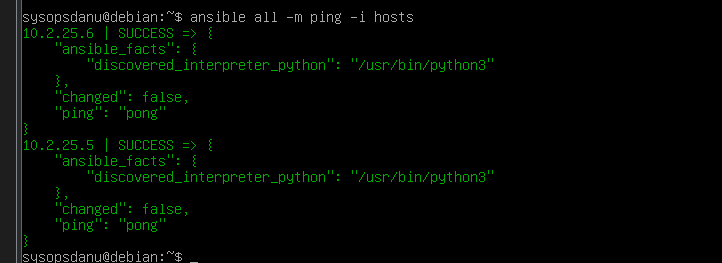 sysopsdanu@debian:~$ ansible all -m ping -i hosts
10.2.25.6 | SUCCESS => {
    "ansible_facts": {
        "discovered_interpreter_python": "/usr/bin/python3"
    },
    "changed": false,
    "ping": "pong"
}
10.2.25.5 | SUCCESS => {
    "ansible_facts": {
        "discovered_interpreter_python": "/usr/bin/python3"
    },
    "changed": false,
    "ping": "pong"
}
sysopsdanu@debian:~$ _